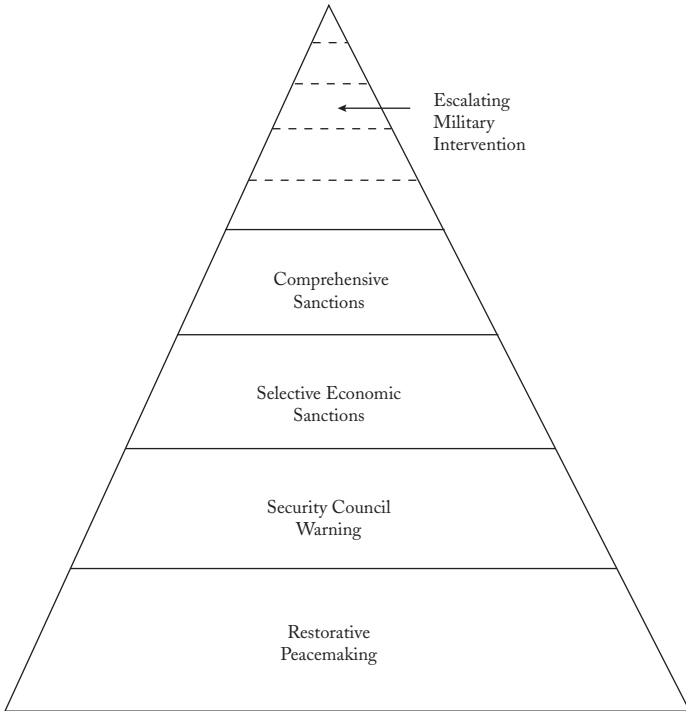 Escalating
Military
Intervention
Comprehensive
Sanctions
Selective Economic
Sanctions
Security Council
Warning
Restorative
Peacemaking